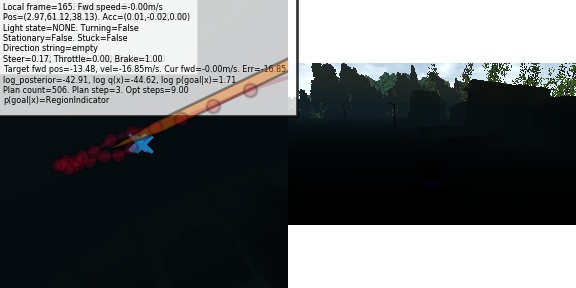 Local frame=165: Fwd speed=-0.00m/s
Pos=(2.97,61.12,38.13). Acc=(0.01,-0.02,0.00)
Light state=NONE. Turning=False
Stationary=False. Stuck=False
Direction string=empty
Steer=0.17, Throttle=0.00, Brake=1.00
Target fwd pos=-13.48, vel=-16.85m/s. Cur fwd=-0.00m/s. Err=-16.85
log_posterior=-42.91, log q(x)=-44.62, log p(goal|x)=1.71
Plan count=506. Plan step=3. Opt steps=9.00
p(goal|x)=RegionIndicator